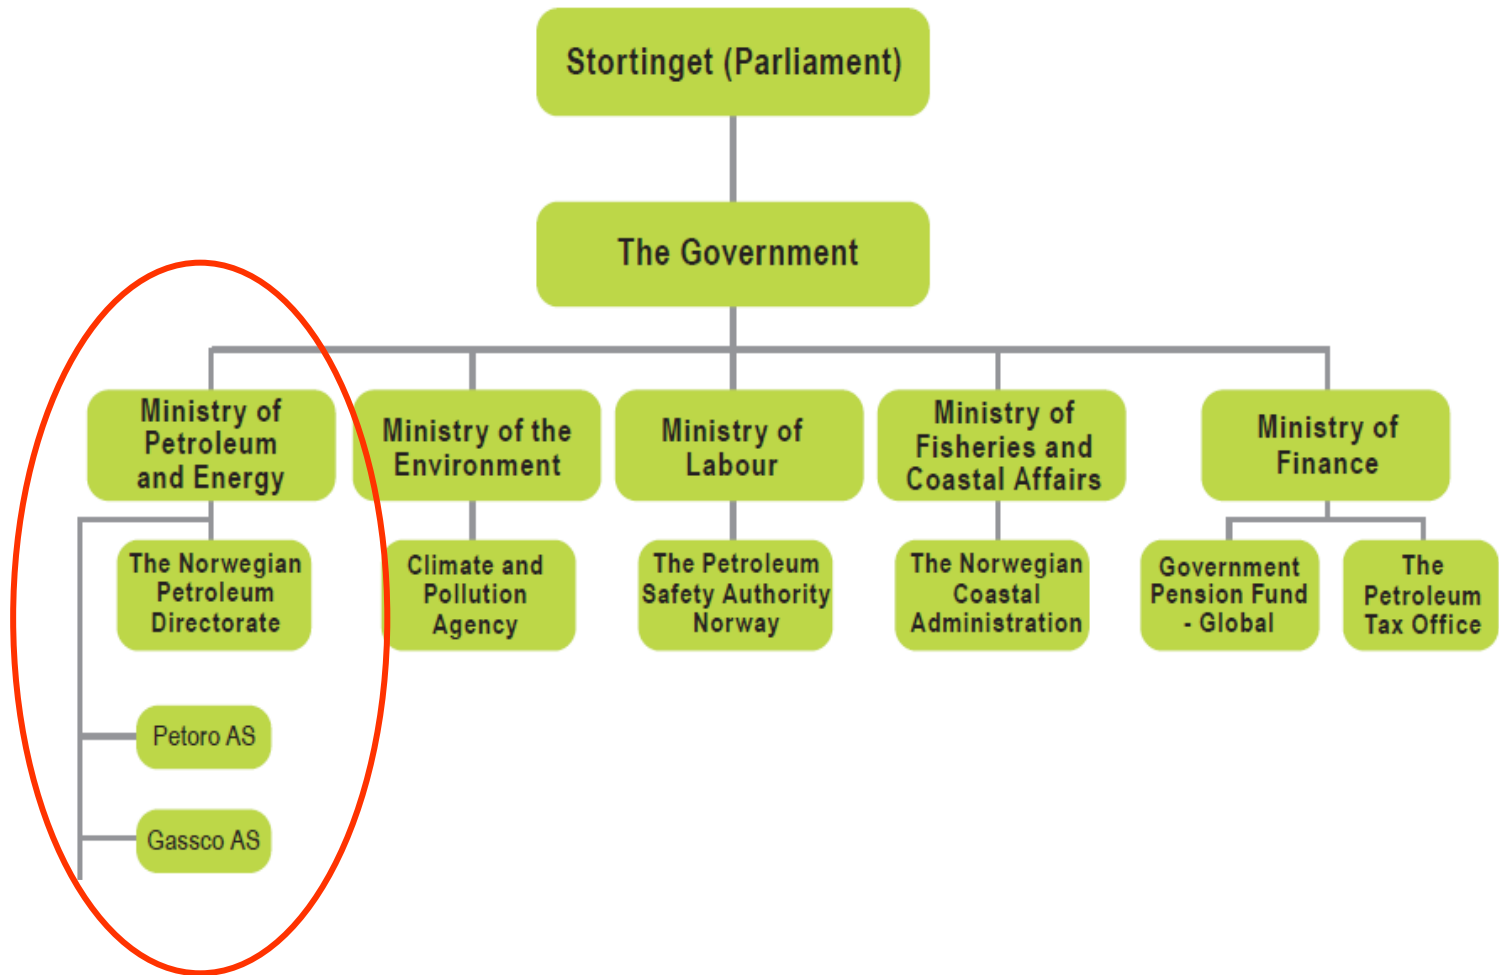 Stortinget (Parliament)
The Government
Ministry of
Petroleum
and Energy
Ministry of the
Environment
Ministry of
Labour
Ministry of
Fisheries and
Coastal Affairs
Ministry of
Finance
The Norwegian
Petroleum
Directorate
Climate and
Pollution
Agency
The Petroleum
Safety Authority
Norway
The Norwegian
Coastal
Administration
Government
Pension Fund
- Global
The
Petroleum
Tax Office
Petoro AS
Gassco AS